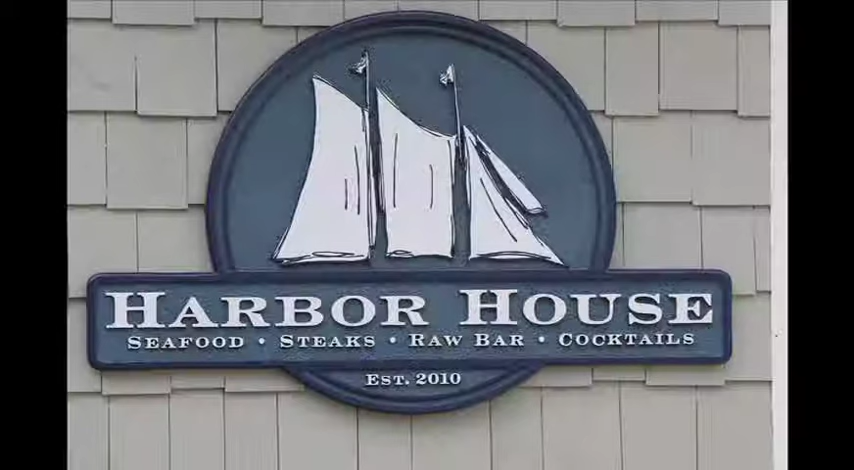 HARBOR HOUSE
SEAFOOD • STEAKS • RAW BAR • COCKTAILS
EST. 2010